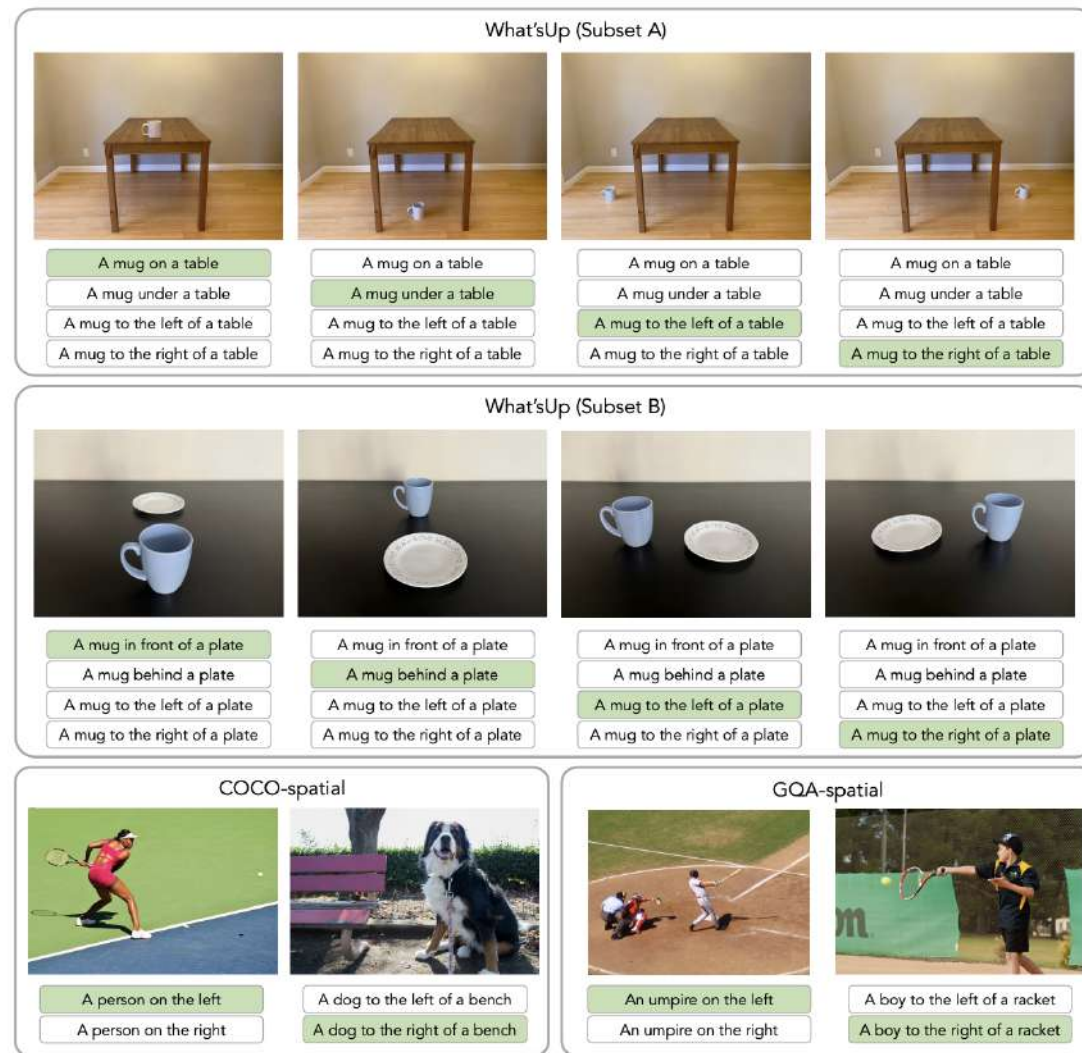 What'sUp (Subset A)
A mug on a table
A mug under a table
A mug to the left of a table
A mug to the right of a table
A mug on a table
A mug under a table
A mug to the left of a table
A mug to the right of a table
A mug on a table
A mug under a table
A mug to the left of a table
A mug to the right of a table
A mug on a table
A mug under a table
A mug to the left of a table
A mug to the right of a table
What'sUp (Subset B)
A mug in front of a plate
A mug behind a plate
A mug to the left of a plate
A mug to the right of a plate
A mug in front of a plate
A mug behind a plate
A mug to the left of a plate
A mug to the right of a plate
A mug in front of a plate
A mug behind a plate
A mug to the left of a plate
A mug to the right of a plate
A mug in front of a plate
A mug behind a plate
A mug to the left of a plate
A mug to the right of a plate
COCO-spatial
A person on the left
A person on the right
A dog to the left of a bench
A dog to the right of a bench
GQA-spatial
on
An umpire on the left
An umpire on the right
A boy to the left of a racket
A boy to the right of a racket